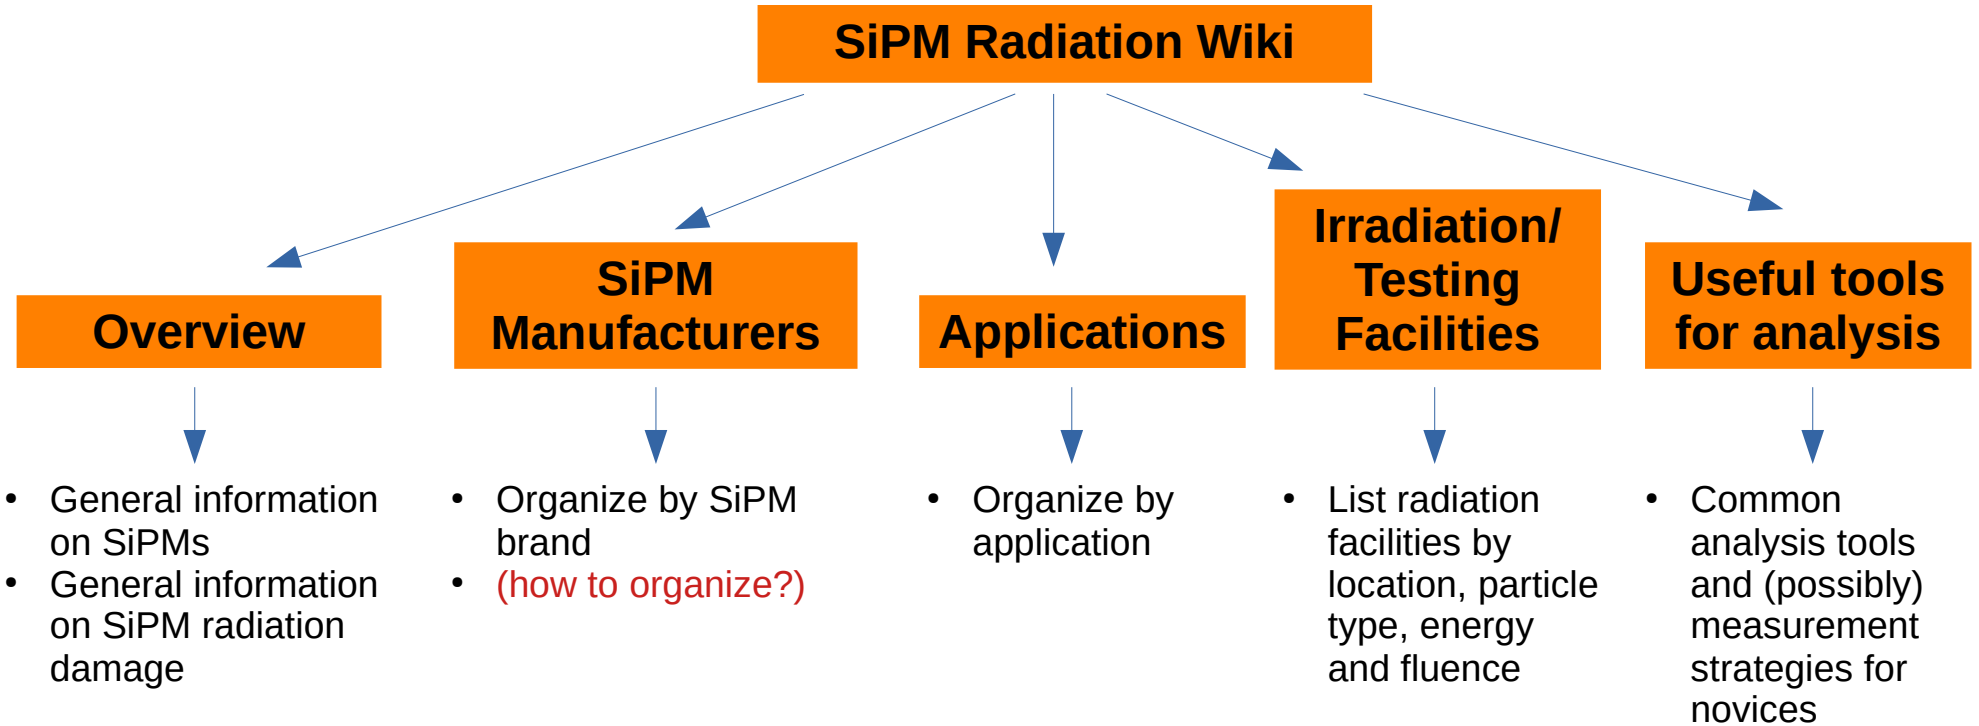 SiPM Radiation Wiki
Overview
SiPM
Manufacturers
Applications
Irradiation/
Testing
Facilities
Useful tools
for analysis
• General information
on SiPMs
• General information
on SiPM radiation
damage
• Organize by SiPM
brand
• (how to organize?)
• Organize by
application
• List radiation
facilities by
location, particle
type, energy
and fluence
• Common
analysis tools
and (possibly)
measurement
strategies for
novices